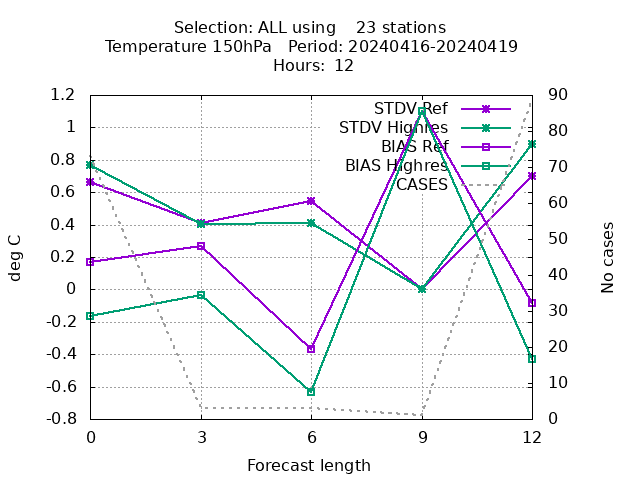 Selection: ALL using    23 stations
Temperature 150hPa   Period: 20240416-20240419
Hours:  12
STDV Ref
STDV Highres
BIAS Ref
BIAS Highres
CASES
1.2
1
0.8
0.6
0.4
0.2
0
-0.2
-0.4
-0.6
-0.8
deg C
90
80
70
60
50
40
30
20
10
0
No cases
0 3 6 9 12
Forecast length